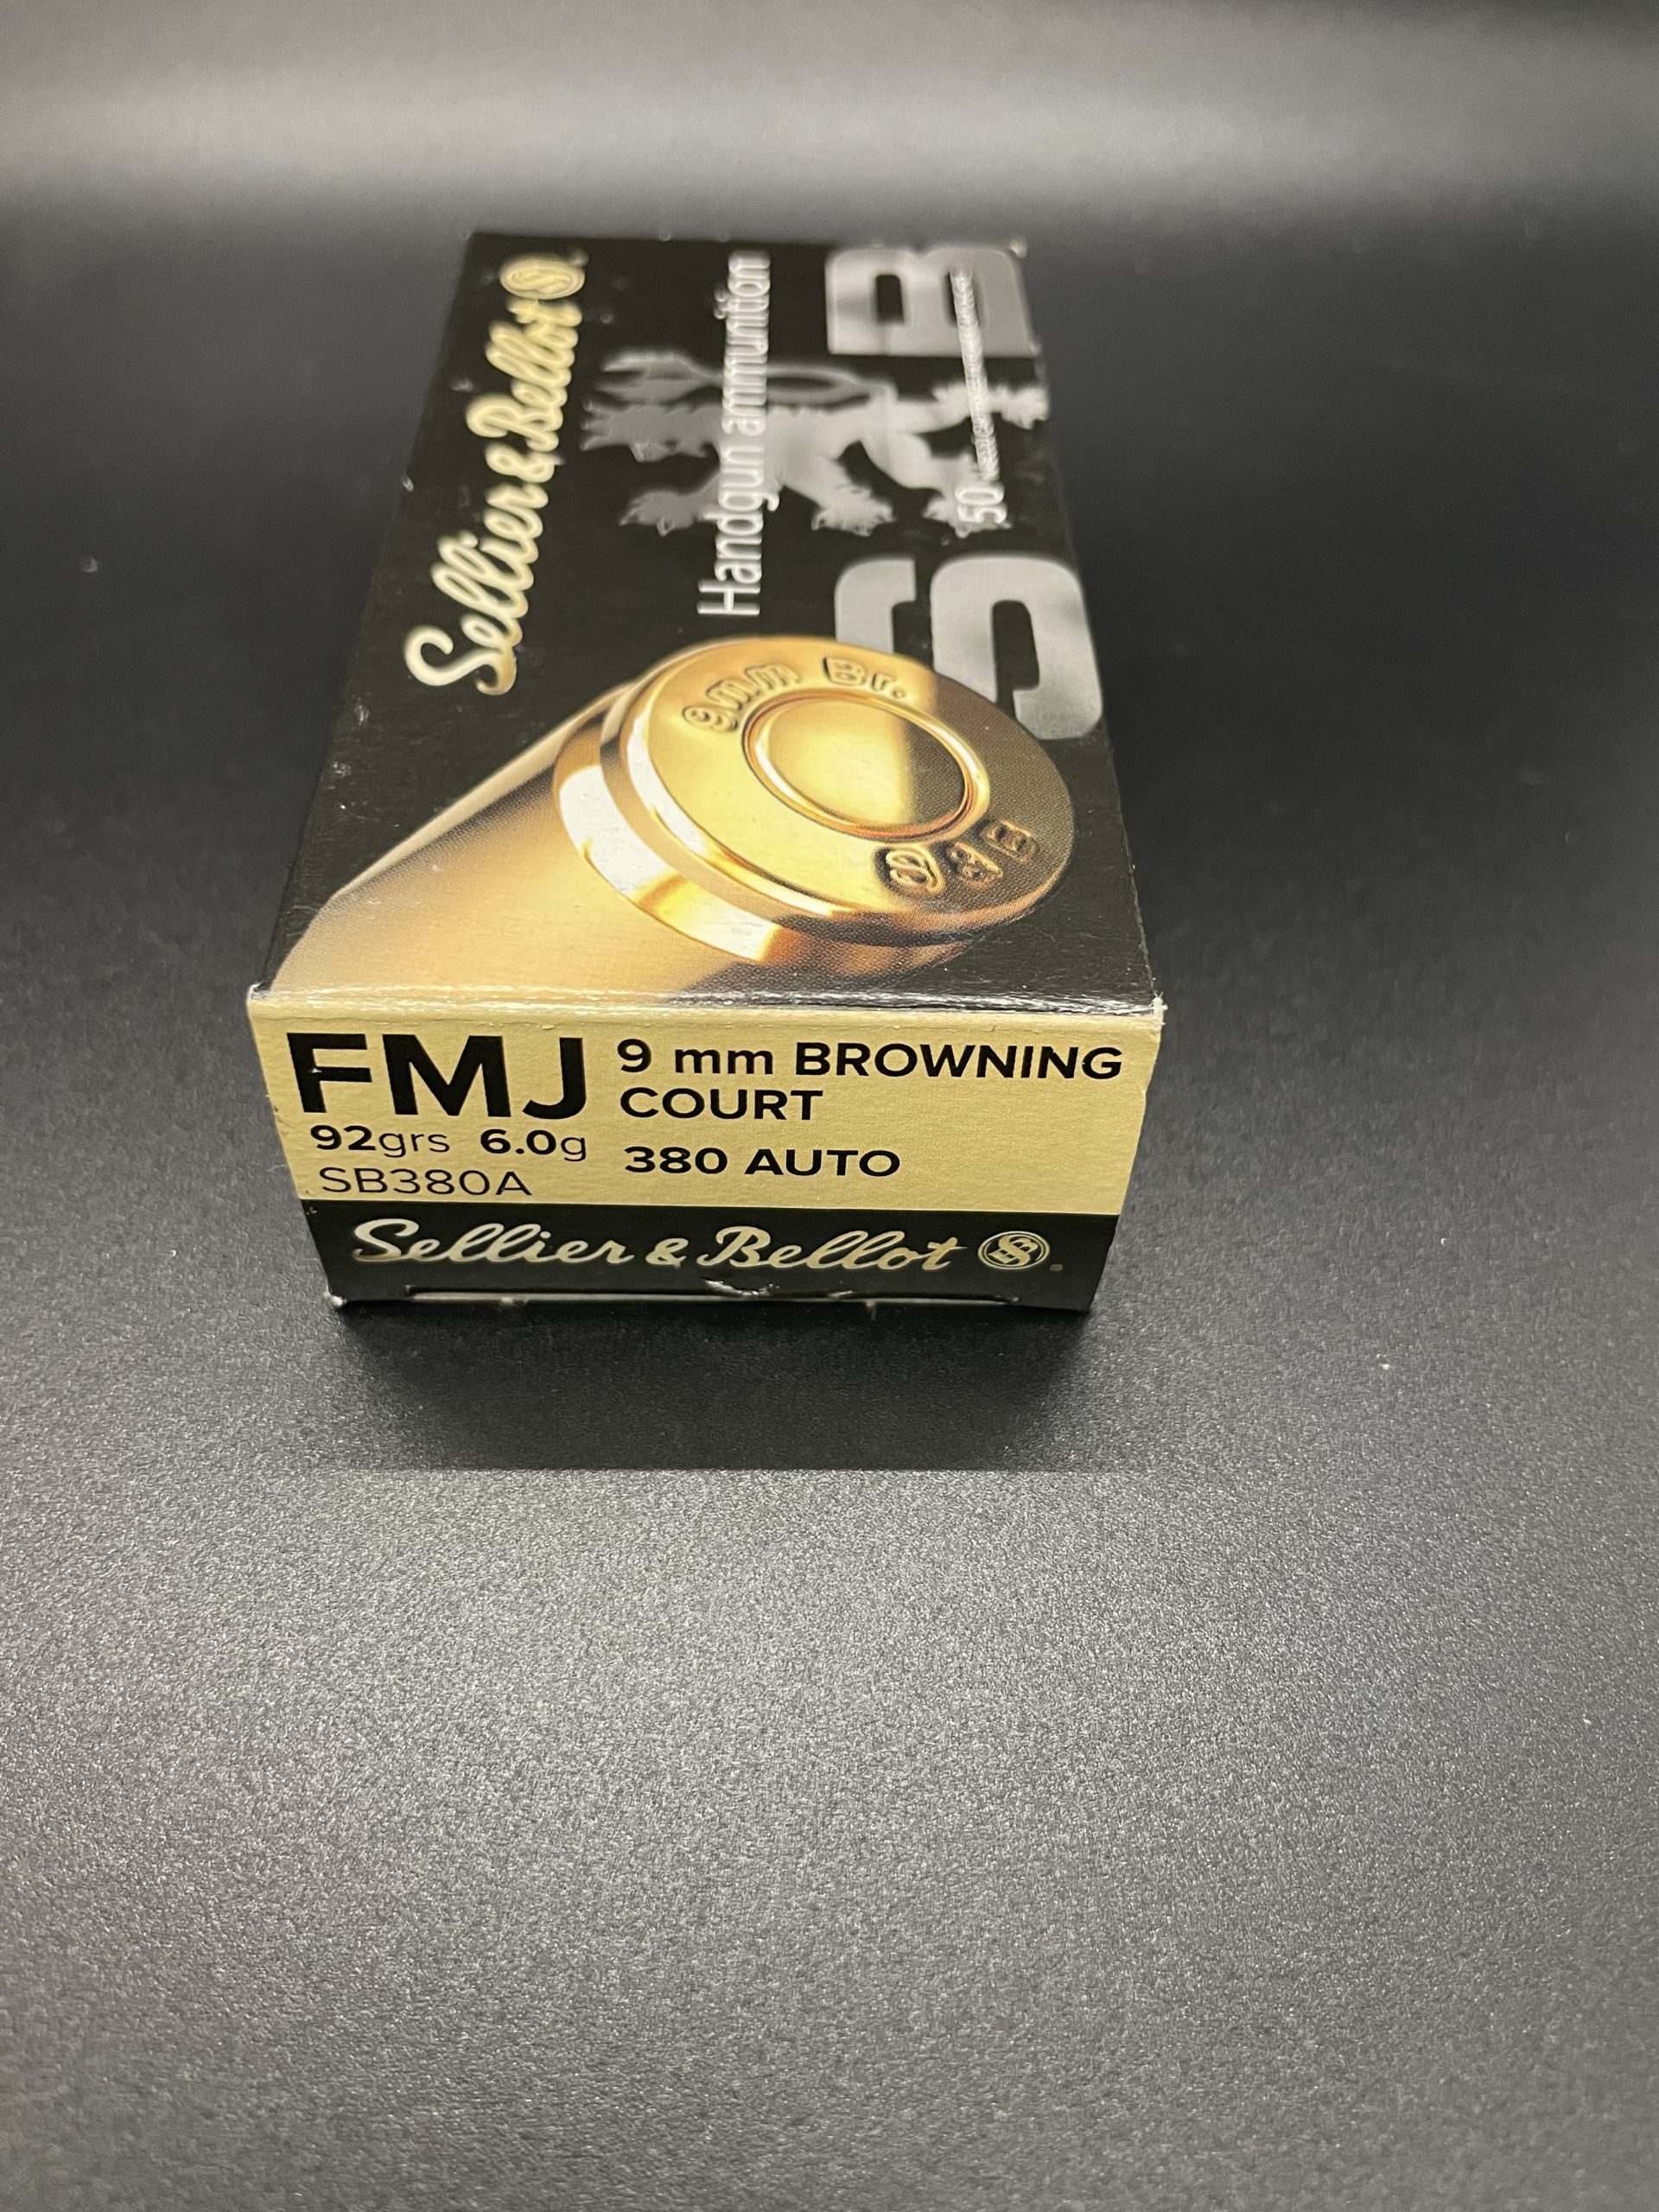 Sellier & Bellot
Handgun ammunition
S B
50
9mm Br.
S & B
FMJ
9 mm BROWNING
COURT
92grs 6.0g
380 AUTO
SB380A
Sellier & Bellot